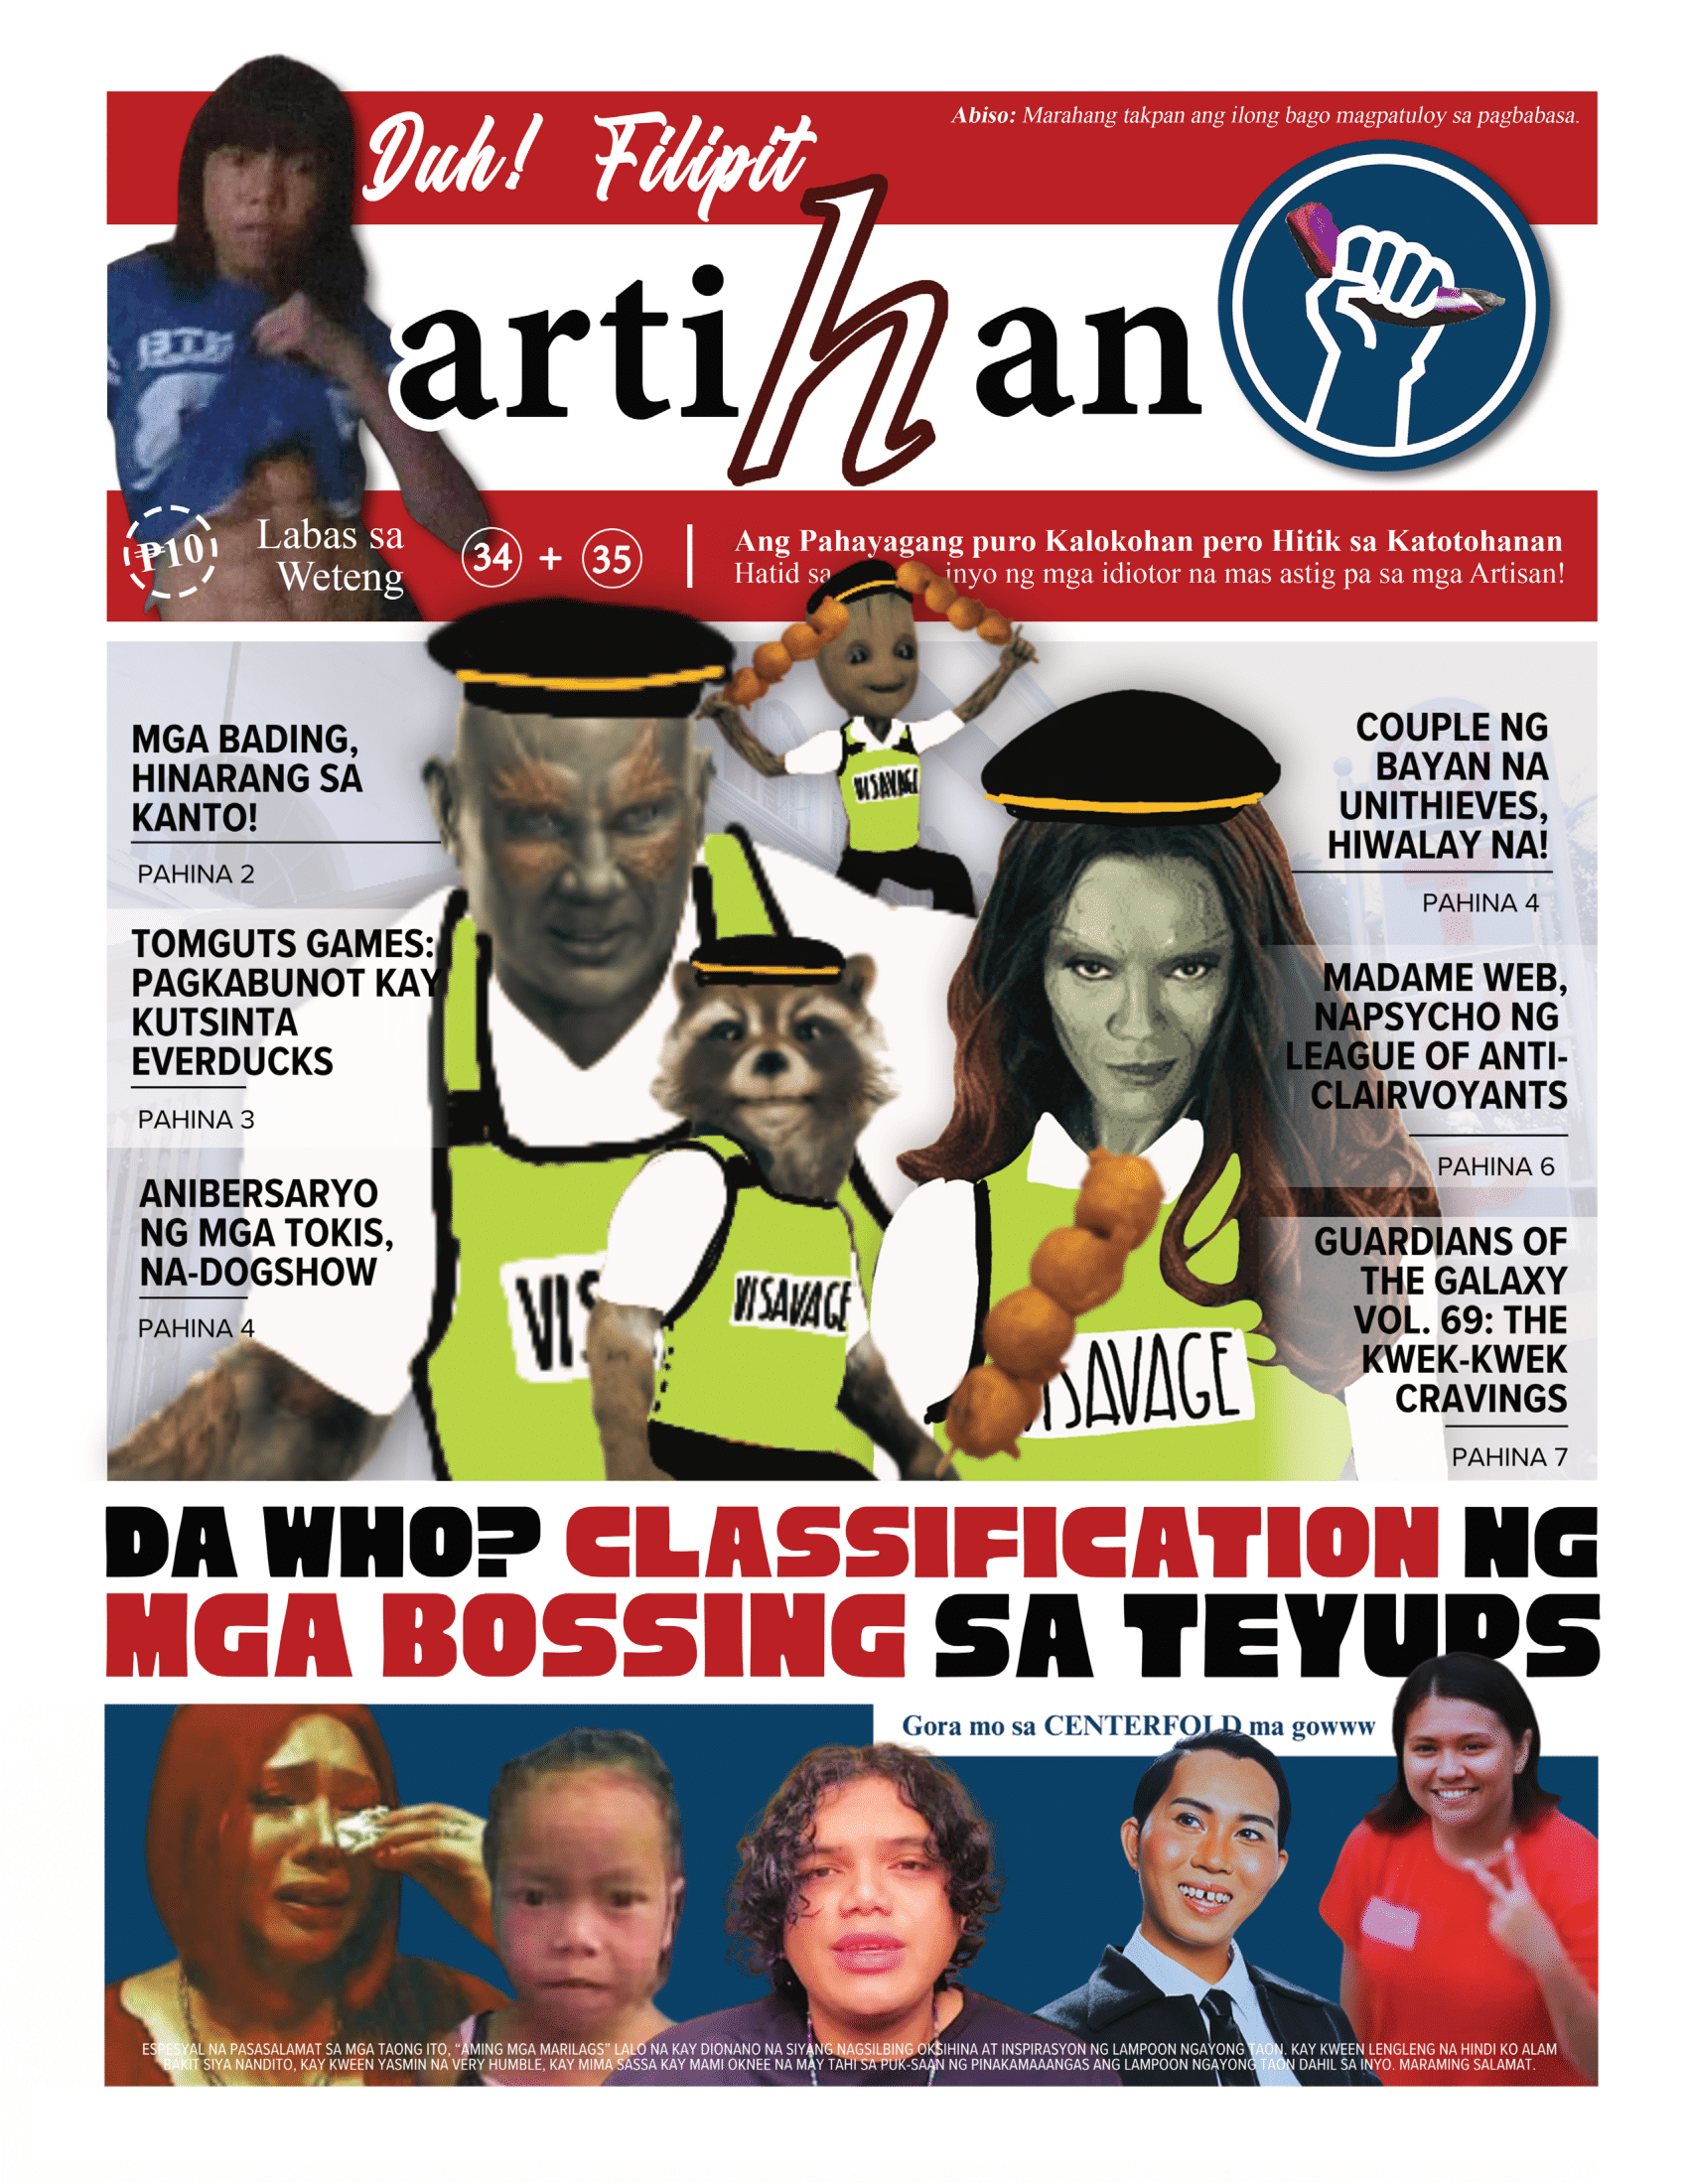 Duh! Filipit
Abiso: Marahang takpan ang ilong bago magpatuloy sa pagbabasa.
artihan
₱10
Labas sa
Weteng
34 + 35
Ang Pahayagang puro Kalokohan pero Hitik sa Katotohanan
Hatid sa inyo ng mga idiotor na mas astig pa sa mga Artisan!
MGA BADING,
HINARANG SA
KANTO!
PAHINA 2
TOMGUTS GAMES:
PAGKABUNOT KAY
KUTSINTA
EVERDUCKS
PAHINA 3
ANIBERSARYO
NG MGA TOKIS,
NA-DOGSHOW
PAHINA 4
COUPLE NG
BAYAN NA
UNITHIEVES,
HIWALAY NA!
PAHINA 4
MADAME WEB,
NAPSYCHO NG
LEAGUE OF ANTI-
CLAIRVOYANTS
PAHINA 6
GUARDIANS OF
THE GALAXY
VOL. 69: THE
KWEK-KWEK
CRAVINGS
PAHINA 7
VISAVAGE
VIS
VISAVAGE
ISAVAGE
DA WHO? CLASSIFICATION NG
MGA BOSSING SA TEYUPS
Gora mo sa CENTERFOLD ma gowww
ESPESYAL NA PASASALAMAT SA MGA TAONG ITO, “AMING MGA MARILAGS” LALO NA KAY DIONANO NA SIYANG NAGSILBING OKSIHINA AT INSPIRASYON NG LAMPOON NGAYONG TAON. KAY KWEEN LENGLENG NA HINDI KO ALAM
BAKIT SIYA NANDITO, KAY KWEEN YASMIN NA VERY HUMBLE, KAY MIMA SASSA KAY MAMI OKNEE NA MAY TAHI SA PUK-SAAN NG PINAKAMAAANGAS ANG LAMPOON NGAYONG TAON DAHIL SA INYO. MARAMING SALAMAT.